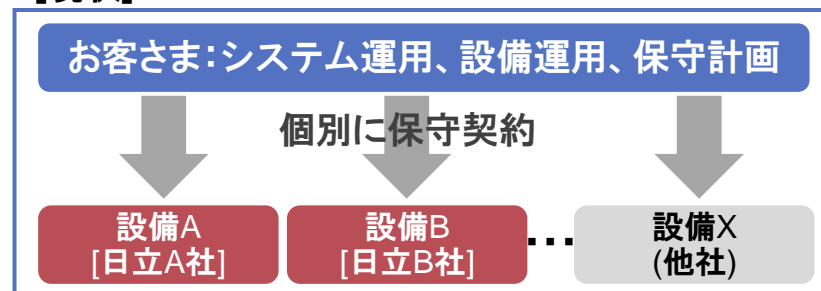 お客さま：システム運用、設備運用、保守計画
個別に保守契約
設備A
[日立A社]
設備B
[日立B社]
…
設備X
(他社)